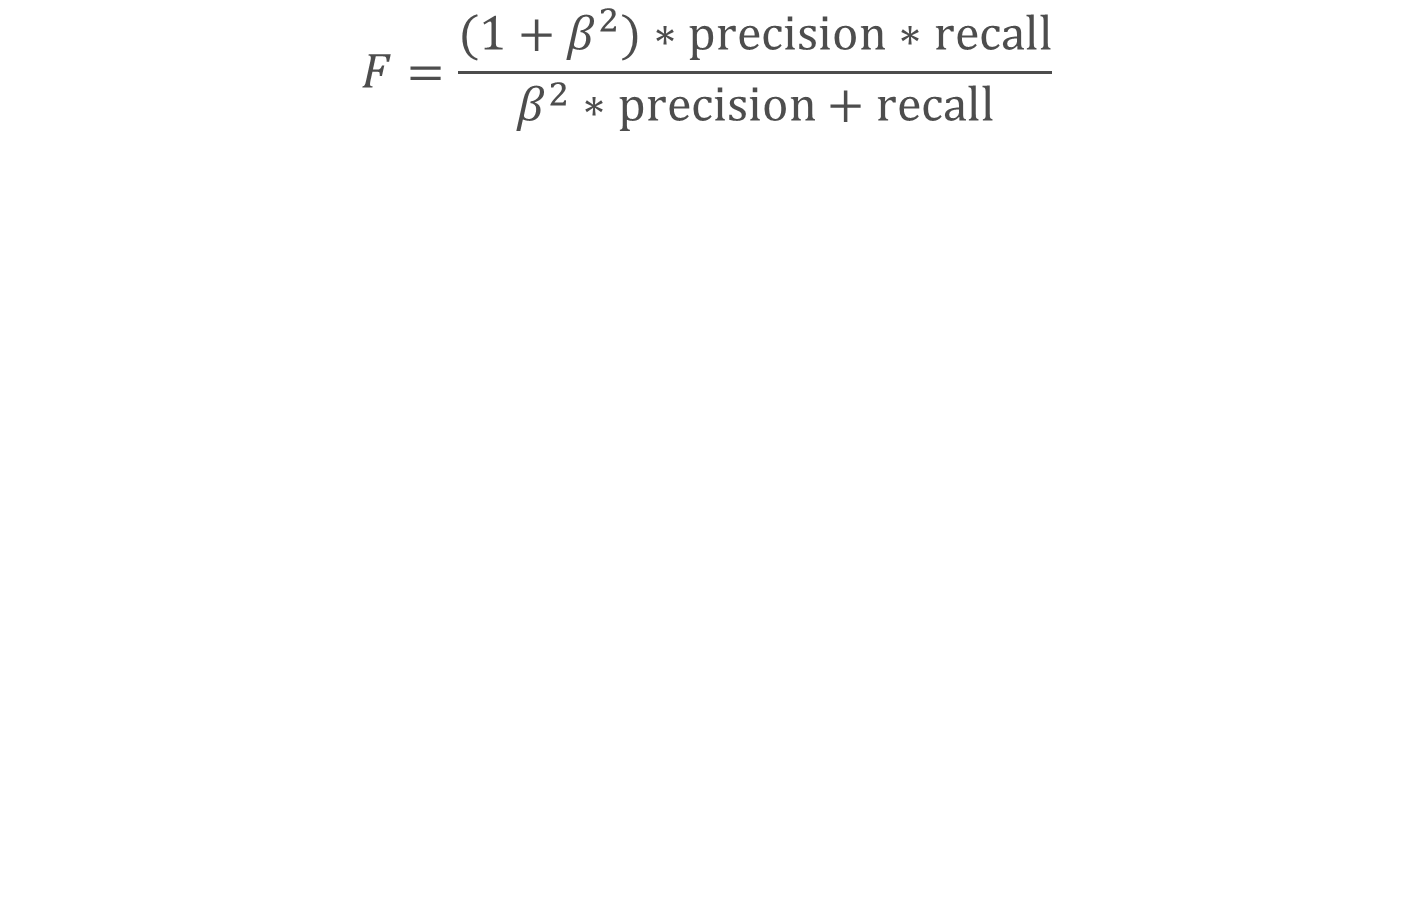 F = (1 + β²) ∗ precision ∗ recall
β² ∗ precision + recall